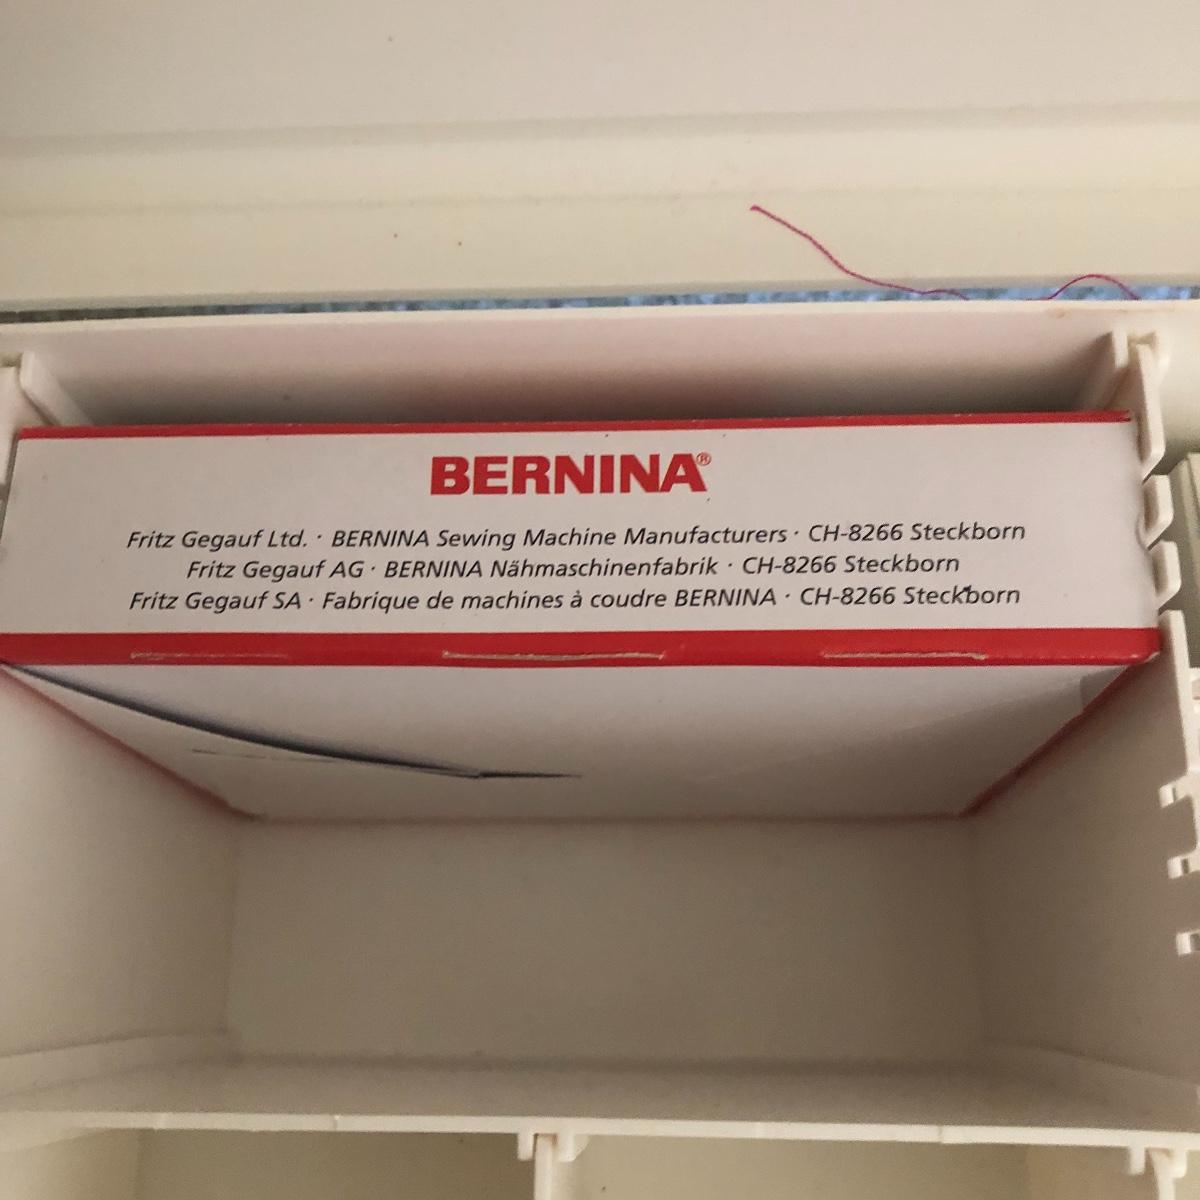 BERNINA®
Fritz Gegauf Ltd. · BERNINA Sewing Machine Manufacturers · CH-8266 Steckborn
Fritz Gegauf AG · BERNINA Nähmaschinenfabrik · CH-8266 Steckborn
Fritz Gegauf SA · Fabrique de machines à coudre BERNINA · CH-8266 Steckborn